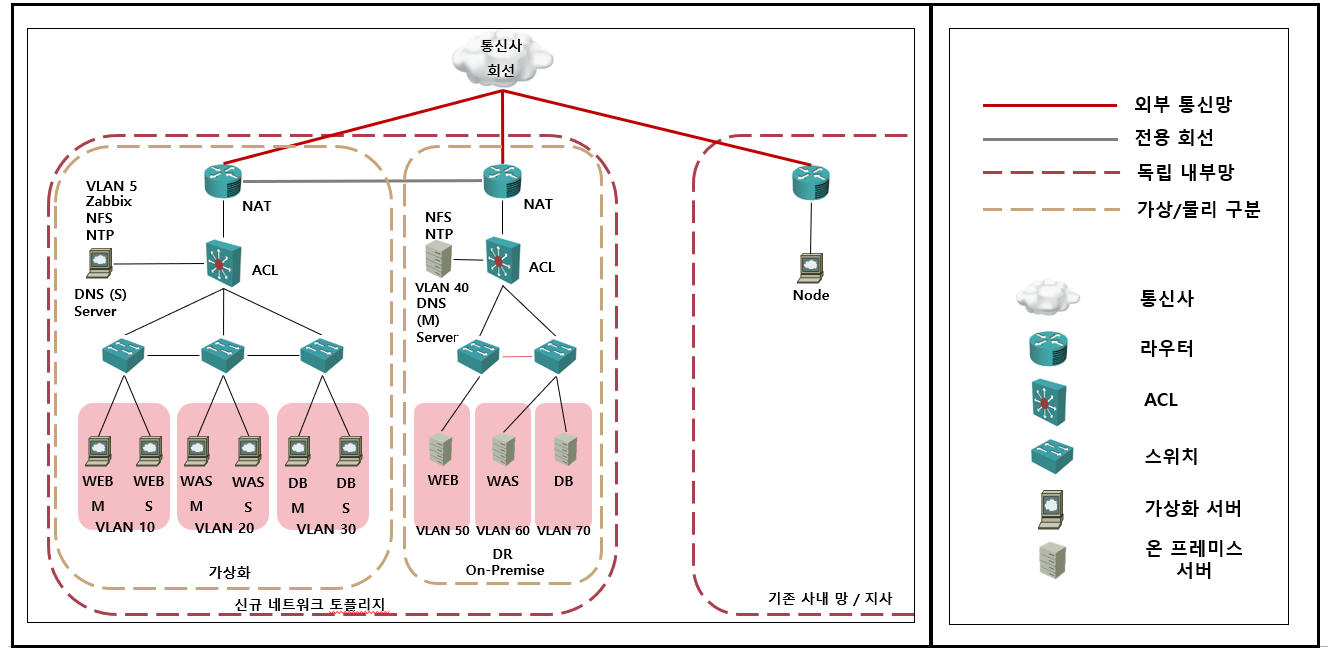 통신사
회선
VLAN 5
Zabbix
NFS
NTP
NAT
ACL
DNS (S)
Server
WEB
M
WEB
S
VLAN 10
WAS
M
WAS
S
VLAN 20
DB
M
DB
S
VLAN 30
가상화
NAT
NFS
NTP
ACL
VLAN 40
DNS
(M)
Server
WEB
VLAN 50
WAS
VLAN 60
DB
VLAN 70
DR
On-Premise
신규 네트워크 토플리지
Node
기존 사내 망 / 지사
외부 통신망
전용 회선
독립 내부망
가상/물리 구분
통신사
라우터
ACL
스위치
가상화 서버
온 프레미스
서버